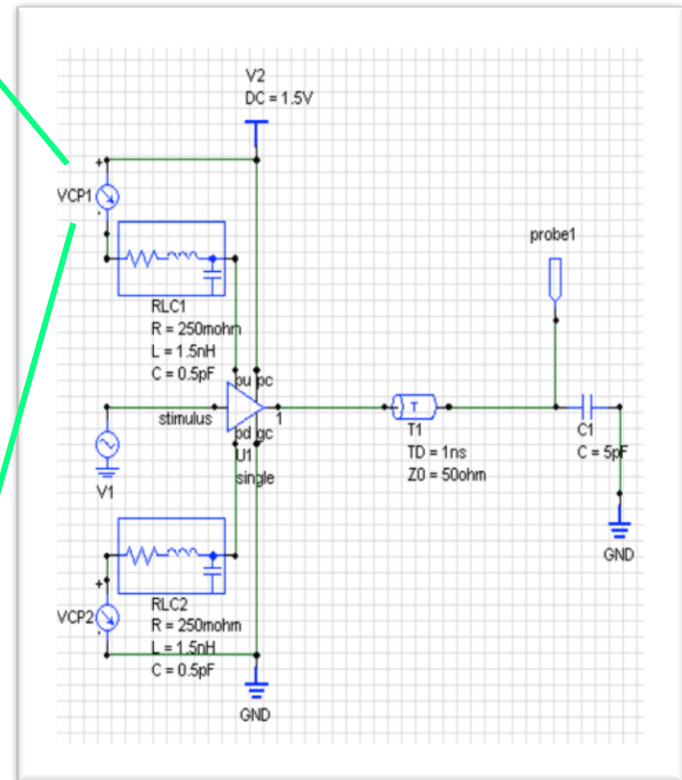 V2
DC = 1.5V
+
VCP1
-
probe1
RLC1
R = 250mohm
L = 1.5nH
C = 0.5pF
pu pc
stimulus
1
T
T1
TD = 1ns
Z0 = 50ohm
C1
C = 5pF
pd gc
U1
single
V1
GND
+
VCP2
-
RLC2
R = 250mohm
L = 1.5nH
C = 0.5pF
GND